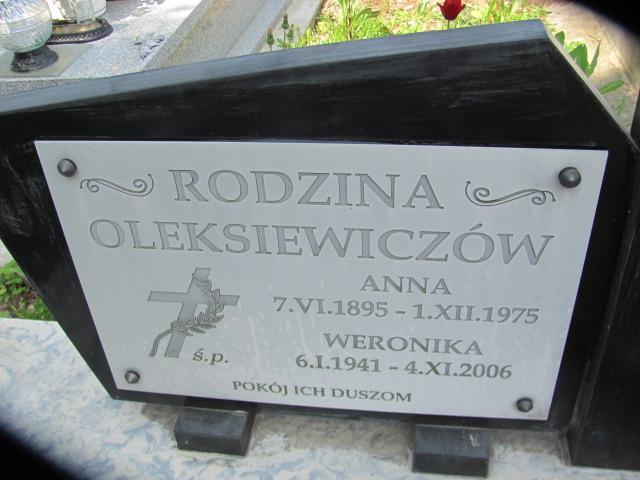 RODZINA
OLEKSIEWICZÓW
ANNA
7.VI.1895 - 1.XII.1975
WERONIKA
ś.p. 6.I.1941 - 4.XI.2006
POKÓJ ICH DUSZOM